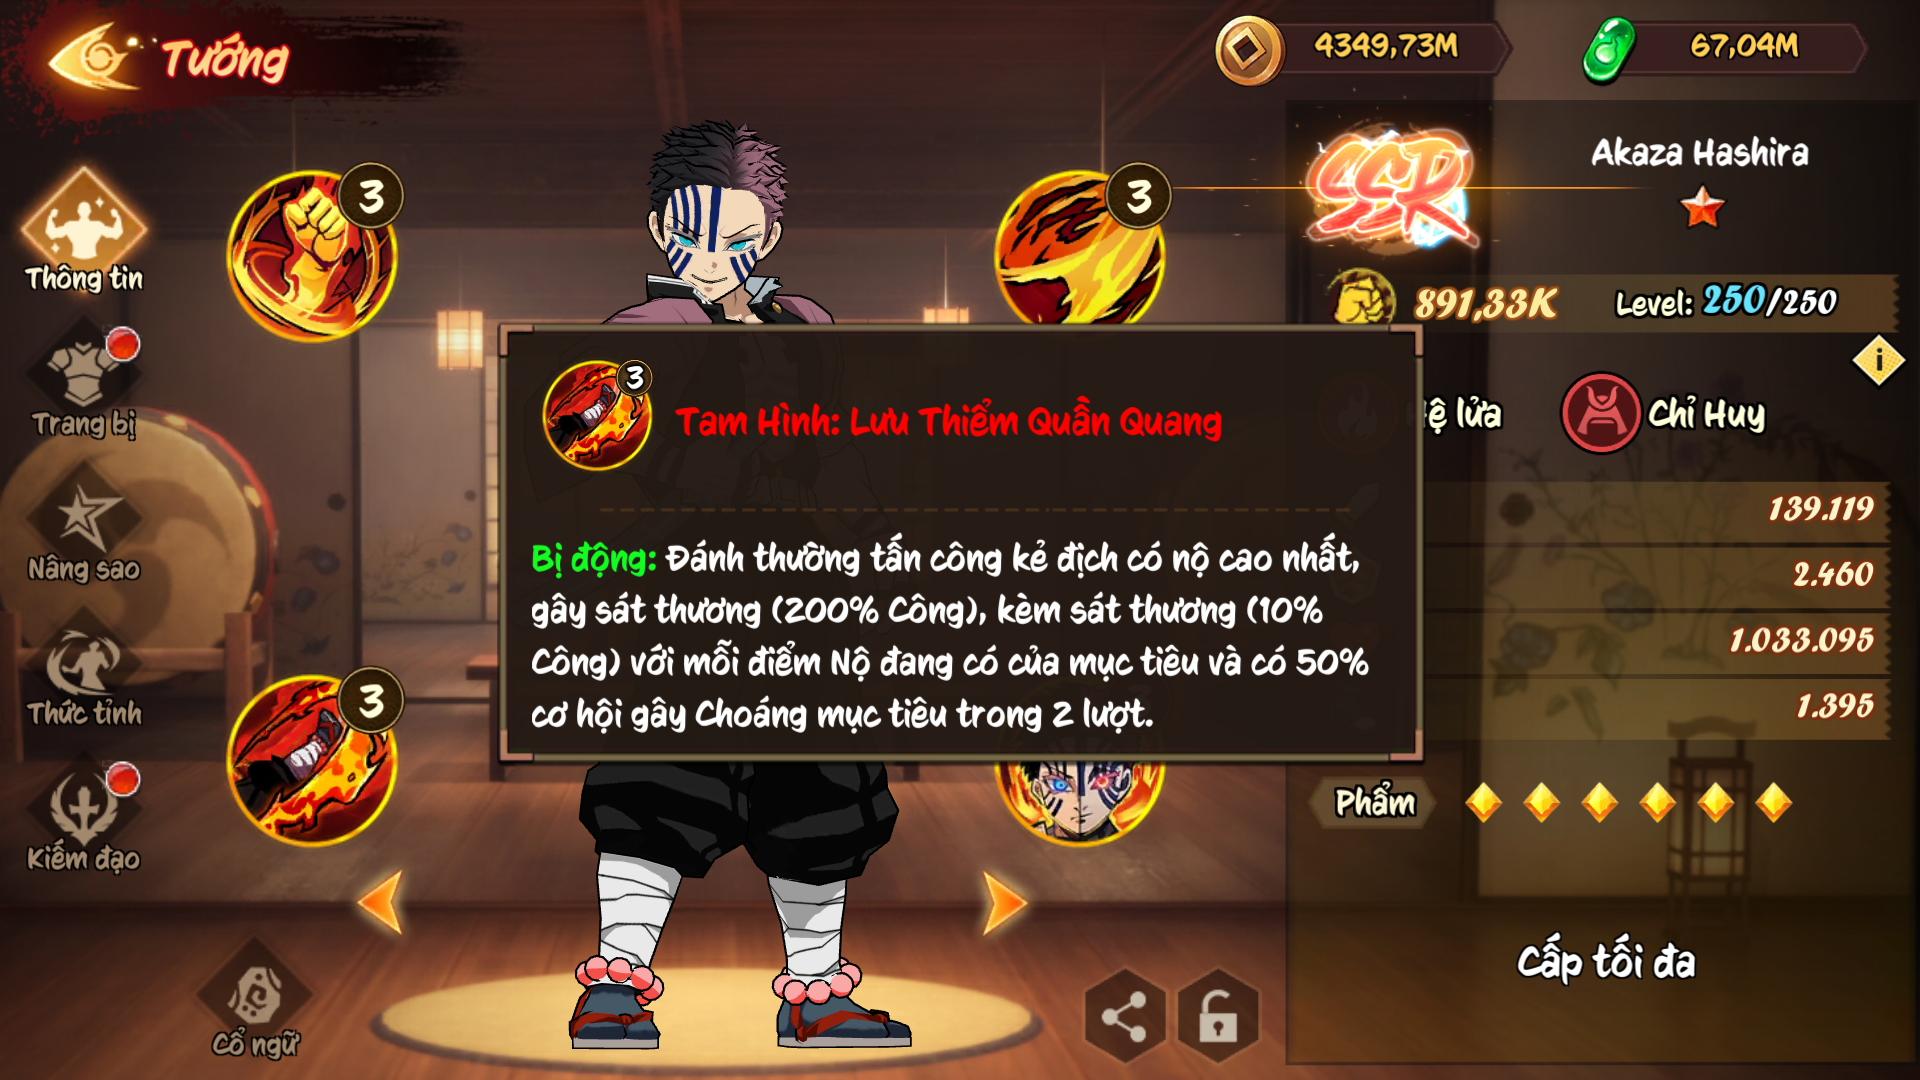 Tướng
4349,73M
67,04M
SSR
Akaza Hashira
3
3
Thông tin
891,33K
Level: 250/250
i
3
Tam Hình: Lưu Thiểm Quần Quang
ệ lửa
Chỉ Huy
Trang bị
139.119
Bị động: Đánh thường tấn công kẻ địch có nộ cao nhất,
gây sát thương (200% Công), kèm sát thương (10%
Công) với mỗi điểm Nộ đang có của mục tiêu và có 50%
cơ hội gây Choáng mục tiêu trong 2 lượt.
2.460
Nâng sao
1.033.095
3
Thức tỉnh
1.395
Phẩm
Kiếm đạo
Cấp tối đa
Cổ ngữ